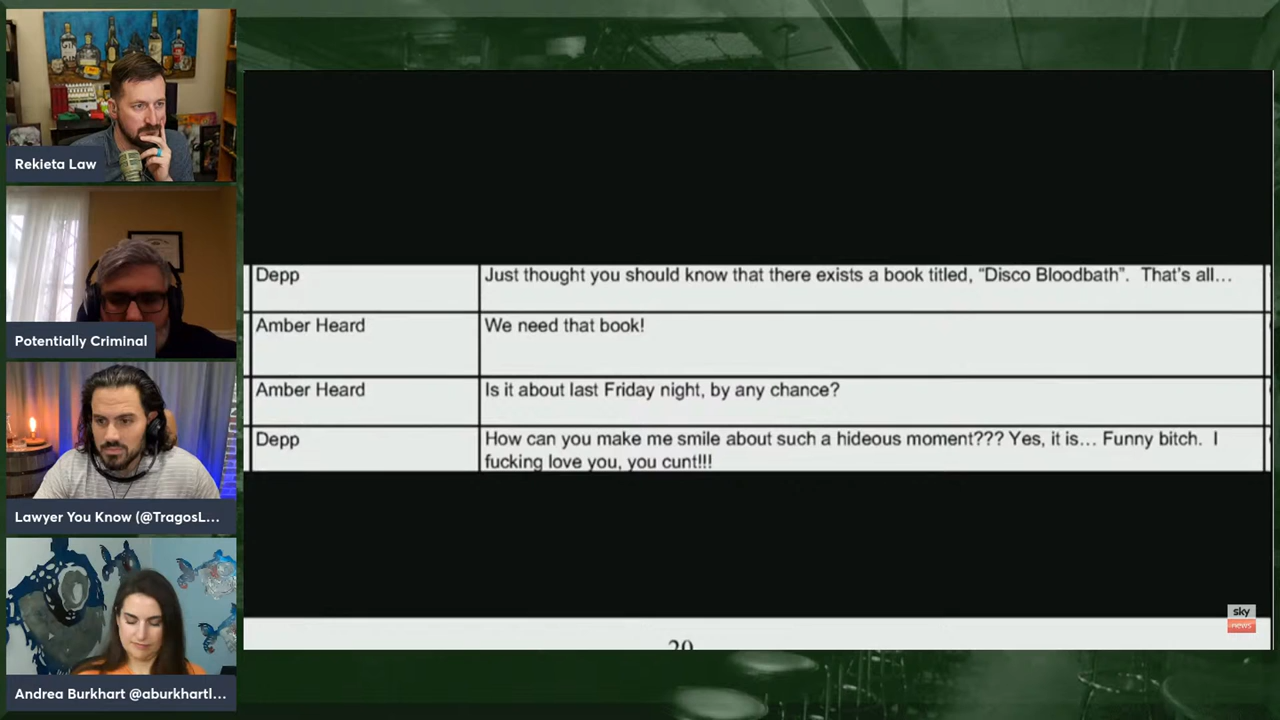 Rekieta Law
Potentially Criminal
Lawyer You Know (@TragosL...
Andrea Burkhart @aburkhartl...
Depp
Just thought you should know that there exists a book titled, “Disco Bloodbath”. That’s all...
Amber Heard
We need that book!
Amber Heard
Is it about last Friday night, by any chance?
Depp
How can you make me smile about such a hideous moment??? Yes, it is... Funny bitch. I
fucking love you, you cunt!!!
sky
news
20